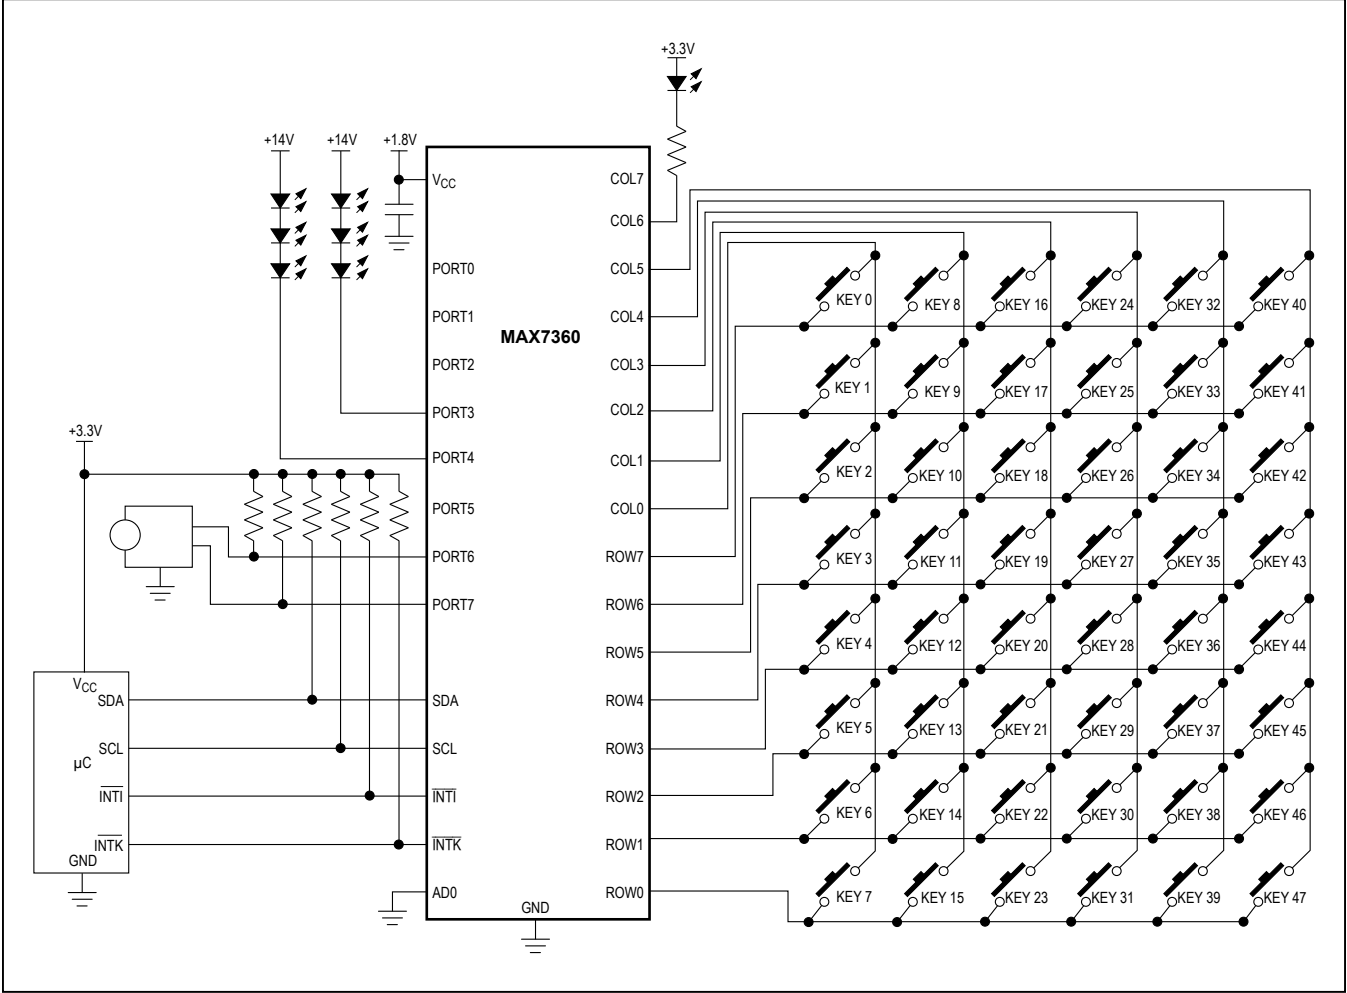 +3.3V
+14V
+14V
+1.8V
VCC
COL7
COL6
PORT0
COL5
PORT1
COL4
MAX7360
PORT2
COL3
PORT3
COL2
PORT4
COL1
PORT5
COL0
PORT6
ROW7
PORT7
ROW6
ROW5
SDA
ROW4
SCL
ROW3
INTI
ROW2
INTK
ROW1
AD0
ROW0
GND
+3.3V
VCC
SDA
SCL
µC
INTI
INTK
GND
KEY 0 KEY 8 KEY 16 KEY 24 KEY 32 KEY 40
KEY 1 KEY 9 KEY 17 KEY 25 KEY 33 KEY 41
KEY 2 KEY 10 KEY 18 KEY 26 KEY 34 KEY 42
KEY 3 KEY 11 KEY 19 KEY 27 KEY 35 KEY 43
KEY 4 KEY 12 KEY 20 KEY 28 KEY 36 KEY 44
KEY 5 KEY 13 KEY 21 KEY 29 KEY 37 KEY 45
KEY 6 KEY 14 KEY 22 KEY 30 KEY 38 KEY 46
KEY 7 KEY 15 KEY 23 KEY 31 KEY 39 KEY 47